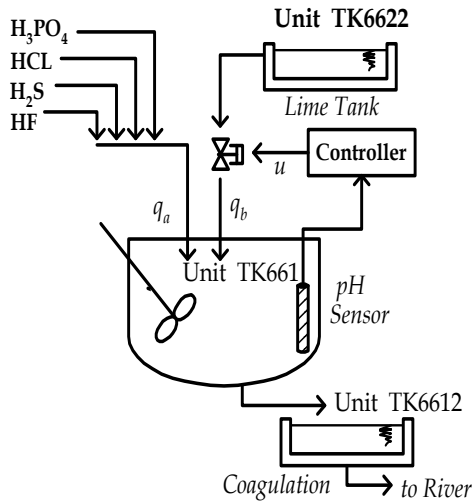 Unit TK6622
H₃PO₄
HCL
H₂S
HF
Lime Tank
Controller
u
qₐ
q_b
Unit TK661
pH
Sensor
Unit TK6612
Coagulation
to River